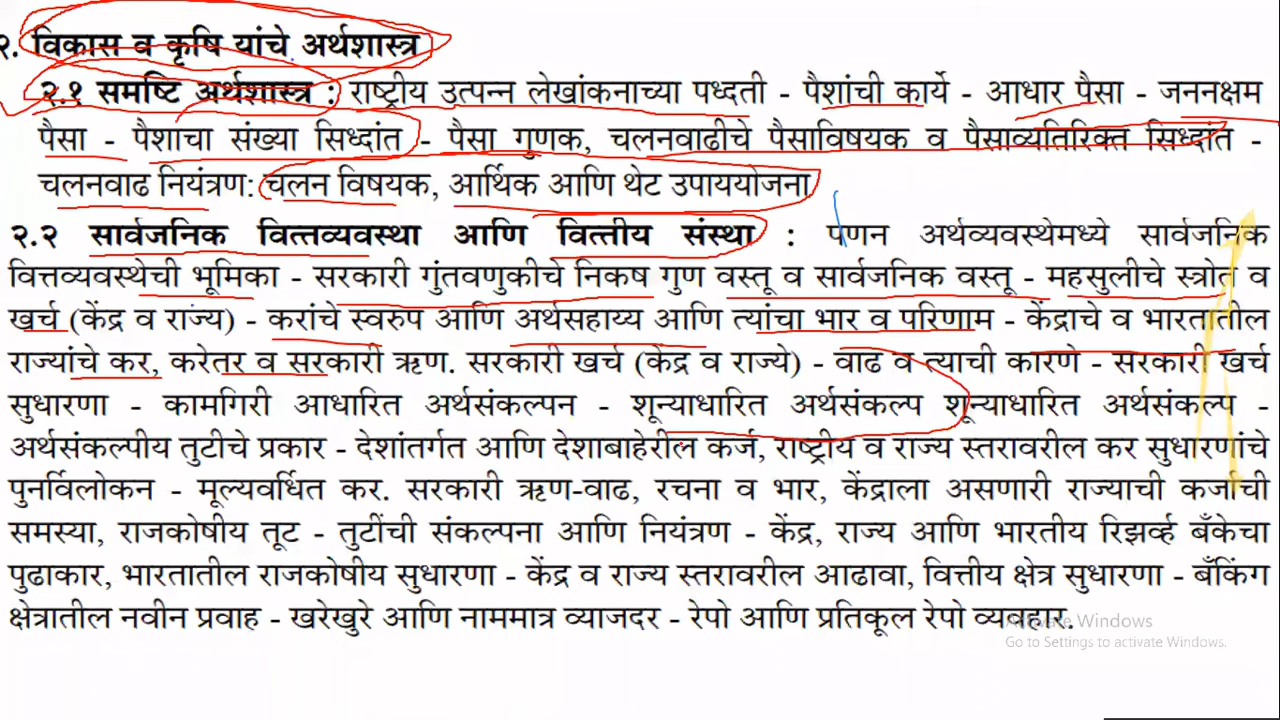 २. विकास व कृषि यांचे अर्थशास्त्र
२.१ समष्टि अर्थशास्त्र : राष्ट्रीय उत्पन्न लेखांकनाच्या पध्दती - पैशांची कार्ये - आधार पैसा - जननक्षम
पैसा - पैशाचा संख्या सिध्दांत - पैसा गुणक, चलनवाढीचे पैसाविषयक व पैसाव्यतिरिक्त सिध्दांत -
चलनवाढ नियंत्रण: चलन विषयक, आर्थिक आणि थेट उपाययोजना
२.२ सार्वजनिक वित्तव्यवस्था आणि वित्तीय संस्था : पणन अर्थव्यवस्थेमध्ये सार्वजनिक
वित्तव्यवस्थेची भूमिका - सरकारी गुंतवणुकीचे निकष गुण वस्तू व सार्वजनिक वस्तू - महसुलीचे स्त्रोत व
खर्च (केंद्र व राज्य) - करांचे स्वरुप आणि अर्थसहाय्य आणि त्यांचा भार व परिणाम - केंद्राचे व भारतातील
राज्यांचे कर, करेतर व सरकारी ऋण. सरकारी खर्च (केंद्र व राज्ये) - वाढ व त्याची कारणे - सरकारी खर्च
सुधारणा - कामगिरी आधारित अर्थसंकल्पन - शून्याधारित अर्थसंकल्प शून्याधारित अर्थसंकल्प -
अर्थसंकल्पीय तुटीचे प्रकार - देशांतर्गत आणि देशाबाहेरील कर्ज, राष्ट्रीय व राज्य स्तरावरील कर सुधारणांचे
पुनर्विलोकन - मूल्यवर्धित कर. सरकारी ऋण-वाढ, रचना व भार, केंद्राला असणारी राज्याची कर्जाची
समस्या, राजकोषीय तूट - तुटींची संकल्पना आणि नियंत्रण - केंद्र, राज्य आणि भारतीय रिझर्व्ह बँकेचा
पुढाकार, भारतातील राजकोषीय सुधारणा - केंद्र व राज्य स्तरावरील आढावा, वित्तीय क्षेत्र सुधारणा - बँकिंग
क्षेत्रातील नवीन प्रवाह - खरेखुरे आणि नाममात्र व्याजदर - रेपो आणि प्रतिकूल रेपो व्यवहार.
Activate Windows
Go to Settings to activate Windows.